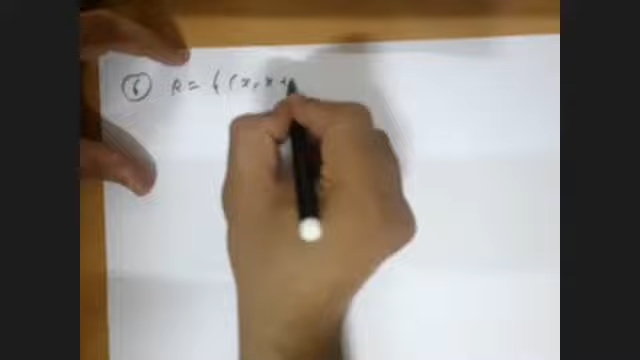 ⑥ R = { (x, x +